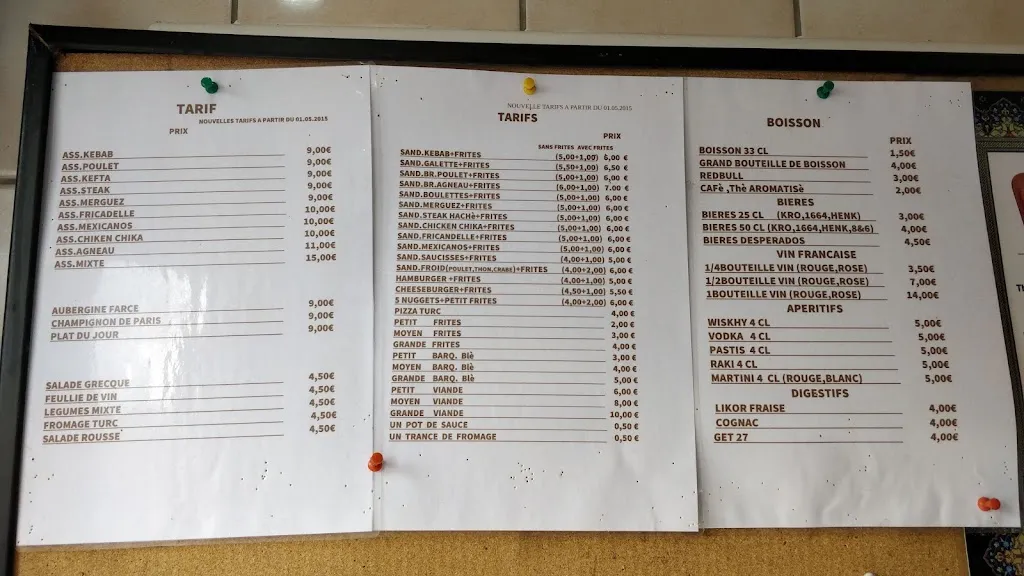 TARIF
NOUVELLES TARIFS A PARTIR DU 01.05.2015
PRIX
ASS.KEBAB 9,00€
ASS.POULET 9,00€
ASS.KEFTA 9,00€
ASS.STEAK 9,00€
ASS.MERGUEZ 9,00€
ASS.FRICADELLE 10,00€
ASS.MEXICANOS 10,00€
ASS.CHIKEN CHIKA 10,00€
ASS.AGNEAU 11,00€
ASS.MIXTE 15,00€
AUBERGINE FARCE 9,00€
CHAMPIGNON DE PARIS 9,00€
PLAT DU JOUR 9,00€
SALADE GRECQUE 4,50€
FEUILLIE DE VIN 4,50€
LEGUMES MIXTE 4,50€
FROMAGE TURC 4,50€
SALADE ROUSSE 4,50€
NOUVELLE TARIFS A PARTIR DU 01.05.2015
TARIFS
PRIX
SANS FRITES AVEC FRITES
SAND.KEBAB+FRITES (5,00+1,00) 6,00 €
SAND.GALETTE+FRITES (5,50+1,00) 6,50 €
SAND.BR.POULET+FRITES (5,00+1,00) 6,00 €
SAND.BR.AGNEAU+FRITES (6,00+1,00) 7.00 €
SAND.BOULETTES+FRITES (5,00+1,00) 6,00 €
SAND.MERGUEZ+FRITES (5,00+1,00) 6,00 €
SAND.STEAK HACHè+FRITES (5,00+1,00) 6,00 €
SAND.CHICKEN CHIKA+FRITES (5,00+1,00) 6,00 €
SAND.FRICANDELLE+FRITES (5,00+1,00) 6,00 €
SAND.MEXICANOS+FRITES (5,00+1,00) 6,00 €
SAND.SAUCISSES+FRITES (4,00+1,00) 5,00 €
SAND.FROID(POULET,THON,CRABE)+FRITES (4,00+2,00) 6,00 €
HAMBURGER +FRITES (4,00+1,00) 5,00 €
CHEESEBURGER+FRITES (4,50+1,00) 5,50 €
5 NUGGETS+PETIT FRITES (4,00+2,00) 6,00 €
PIZZA TURC 4,00 €
PETIT FRITES 2,00 €
MOYEN FRITES 3,00 €
GRANDE FRITES 4,00 €
PETIT BARQ. Blè 3,00 €
MOYEN BARQ. Blè 4,00 €
GRANDE BARQ. Blè 5,00 €
PETIT VIANDE 6,00 €
MOYEN VIANDE 8,00 €
GRANDE VIANDE 10,00 €
UN POT DE SAUCE 0,50 €
UN TRANCE DE FROMAGE 0,50 €
BOISSON
PRIX
BOISSON 33 CL 1,50€
GRAND BOUTEILLE DE BOISSON 4,00€
REDBULL 3,00€
CAFè ,Thè AROMATISè 2,00€
BIERES
BIERES 25 CL (KRO,1664,HENK) 3,00€
BIERES 50 CL (KRO,1664,HENK,8&6) 4,00€
BIERES DESPERADOS 4,50€
VIN FRANCAISE
1/4BOUTEILLE VIN (ROUGE,ROSE) 3,50€
1/2BOUTEILLE VIN (ROUGE,ROSE) 7,00€
1BOUTEILLE VIN (ROUGE,ROSE) 14,00€
APERITIFS
WISKHY 4 CL 5,00€
VODKA 4 CL 5,00€
PASTIS 4 CL 5,00€
RAKI 4 CL 5,00€
MARTINI 4 CL (ROUGE,BLANC) 5,00€
DIGESTIFS
LIKOR FRAISE 4,00€
COGNAC 4,00€
GET 27 4,00€